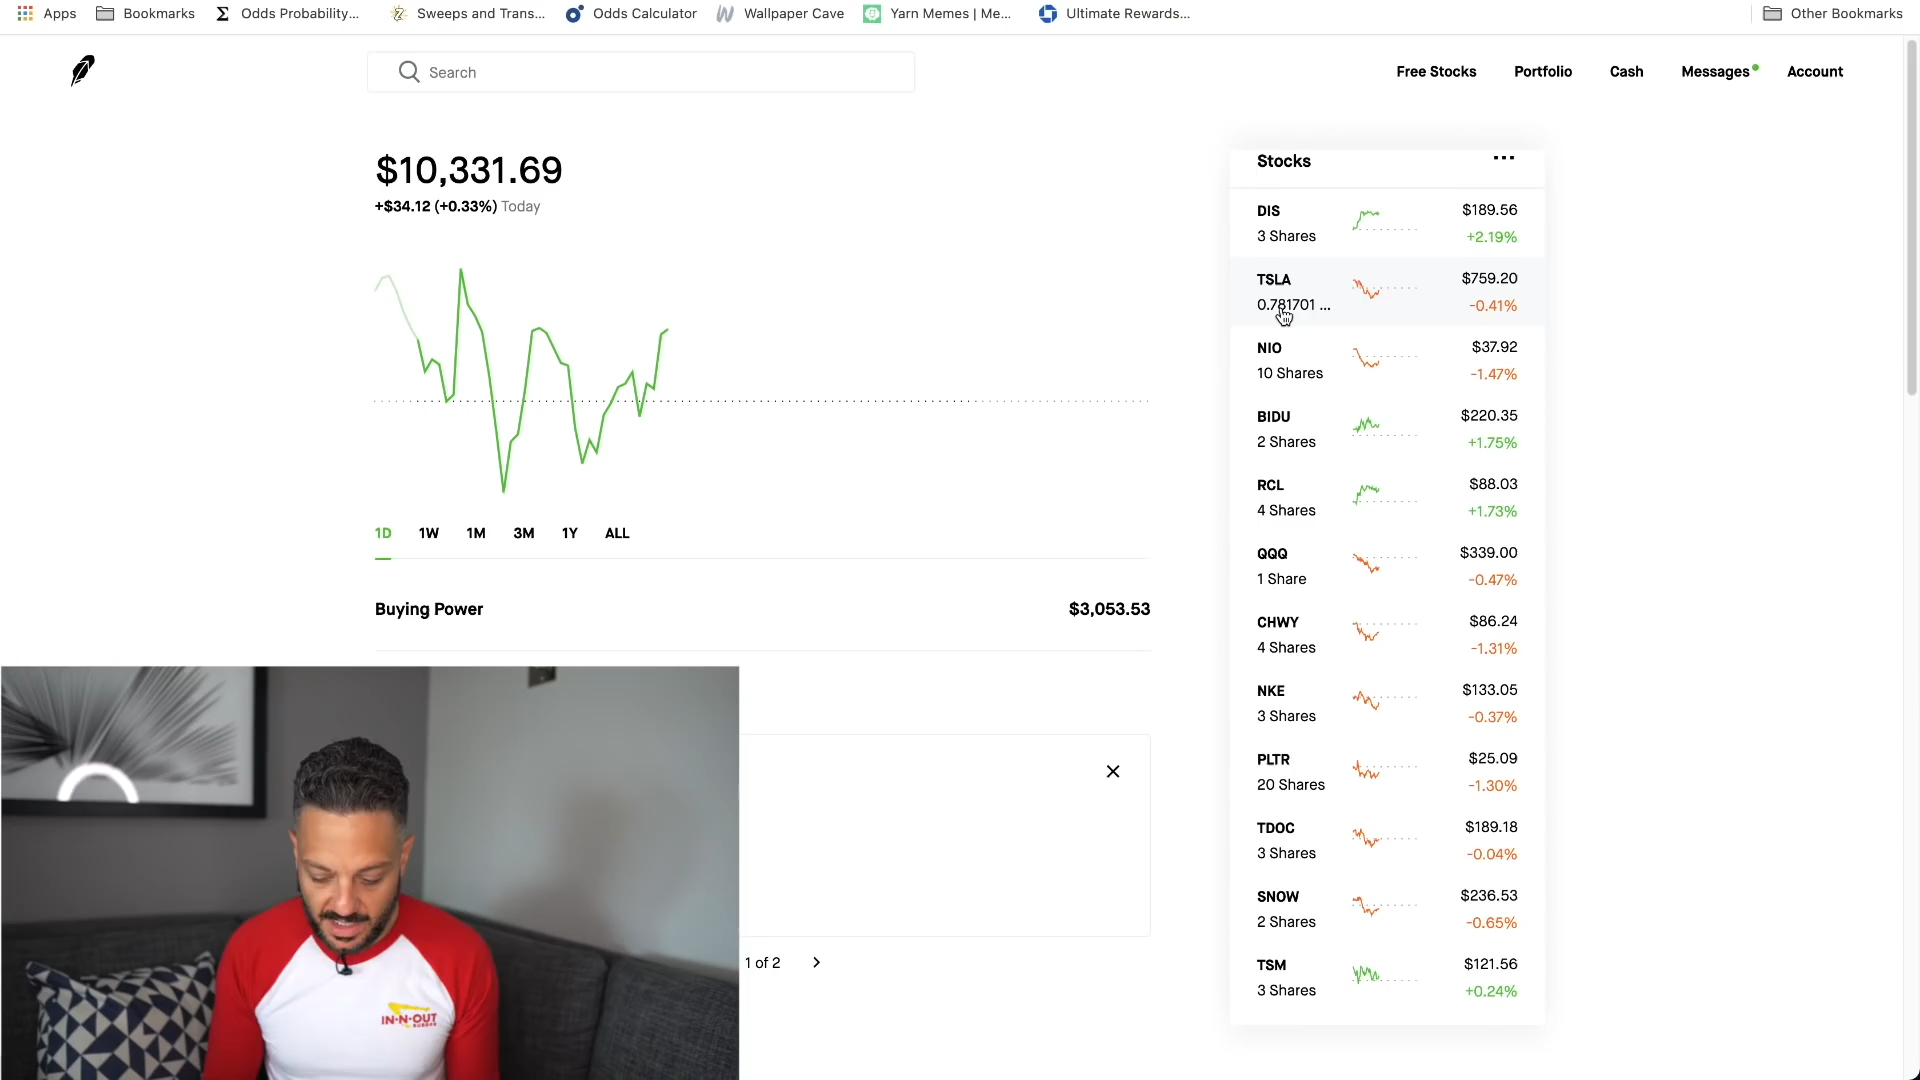 Apps Bookmarks Odds Probability... Sweeps and Trans... Odds Calculator Wallpaper Cave Yarn Memes | Me... Ultimate Rewards... Other Bookmarks
Search
Free Stocks Portfolio Cash Messages Account
$10,331.69
+$34.12 (+0.33%) Today
1D 1W 1M 3M 1Y ALL
Buying Power $3,053.53
1 of 2
IN-N-OUT
BURGER
Stocks
DIS $189.56
3 Shares +2.19%
TSLA $759.20
0.781701 ... -0.41%
NIO $37.92
10 Shares -1.47%
BIDU $220.35
2 Shares +1.75%
RCL $88.03
4 Shares +1.73%
QQQ $339.00
1 Share -0.47%
CHWY $86.24
4 Shares -1.31%
NKE $133.05
3 Shares -0.37%
PLTR $25.09
20 Shares -1.30%
TDOC $189.18
3 Shares -0.04%
SNOW $236.53
2 Shares -0.65%
TSM $121.56
3 Shares +0.24%